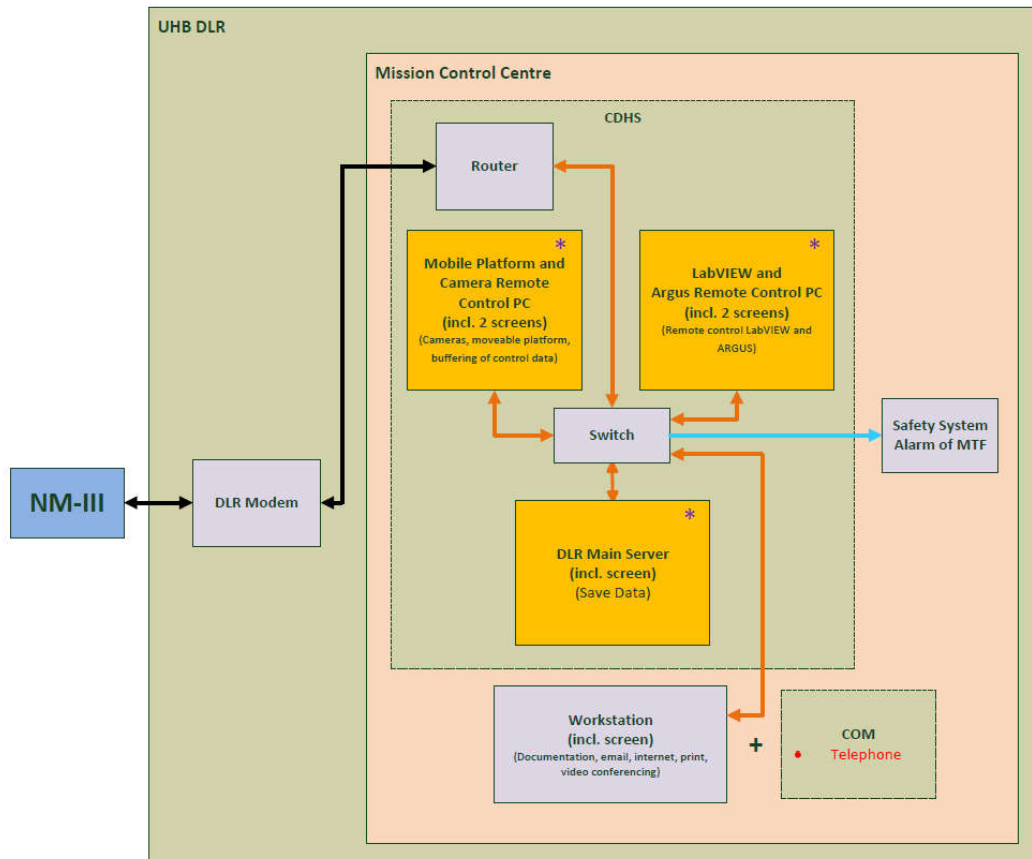 UHB DLR
Mission Control Centre
CDHS
Router
*
Mobile Platform and
Camera Remote
Control PC
(incl. 2 screens)
(Cameras, moveable platform,
buffering of control data)
*
LabVIEW and
Argus Remote Control PC
(incl. 2 screens)
(Remote control LabVIEW and
ARGUS)
Switch
Safety System
Alarm of MTF
NM-III
DLR Modem
*
DLR Main Server
(incl. screen)
(Save Data)
Workstation
(incl. screen)
(Documentation, email, internet, print,
video conferencing)
+
COM
• Telephone